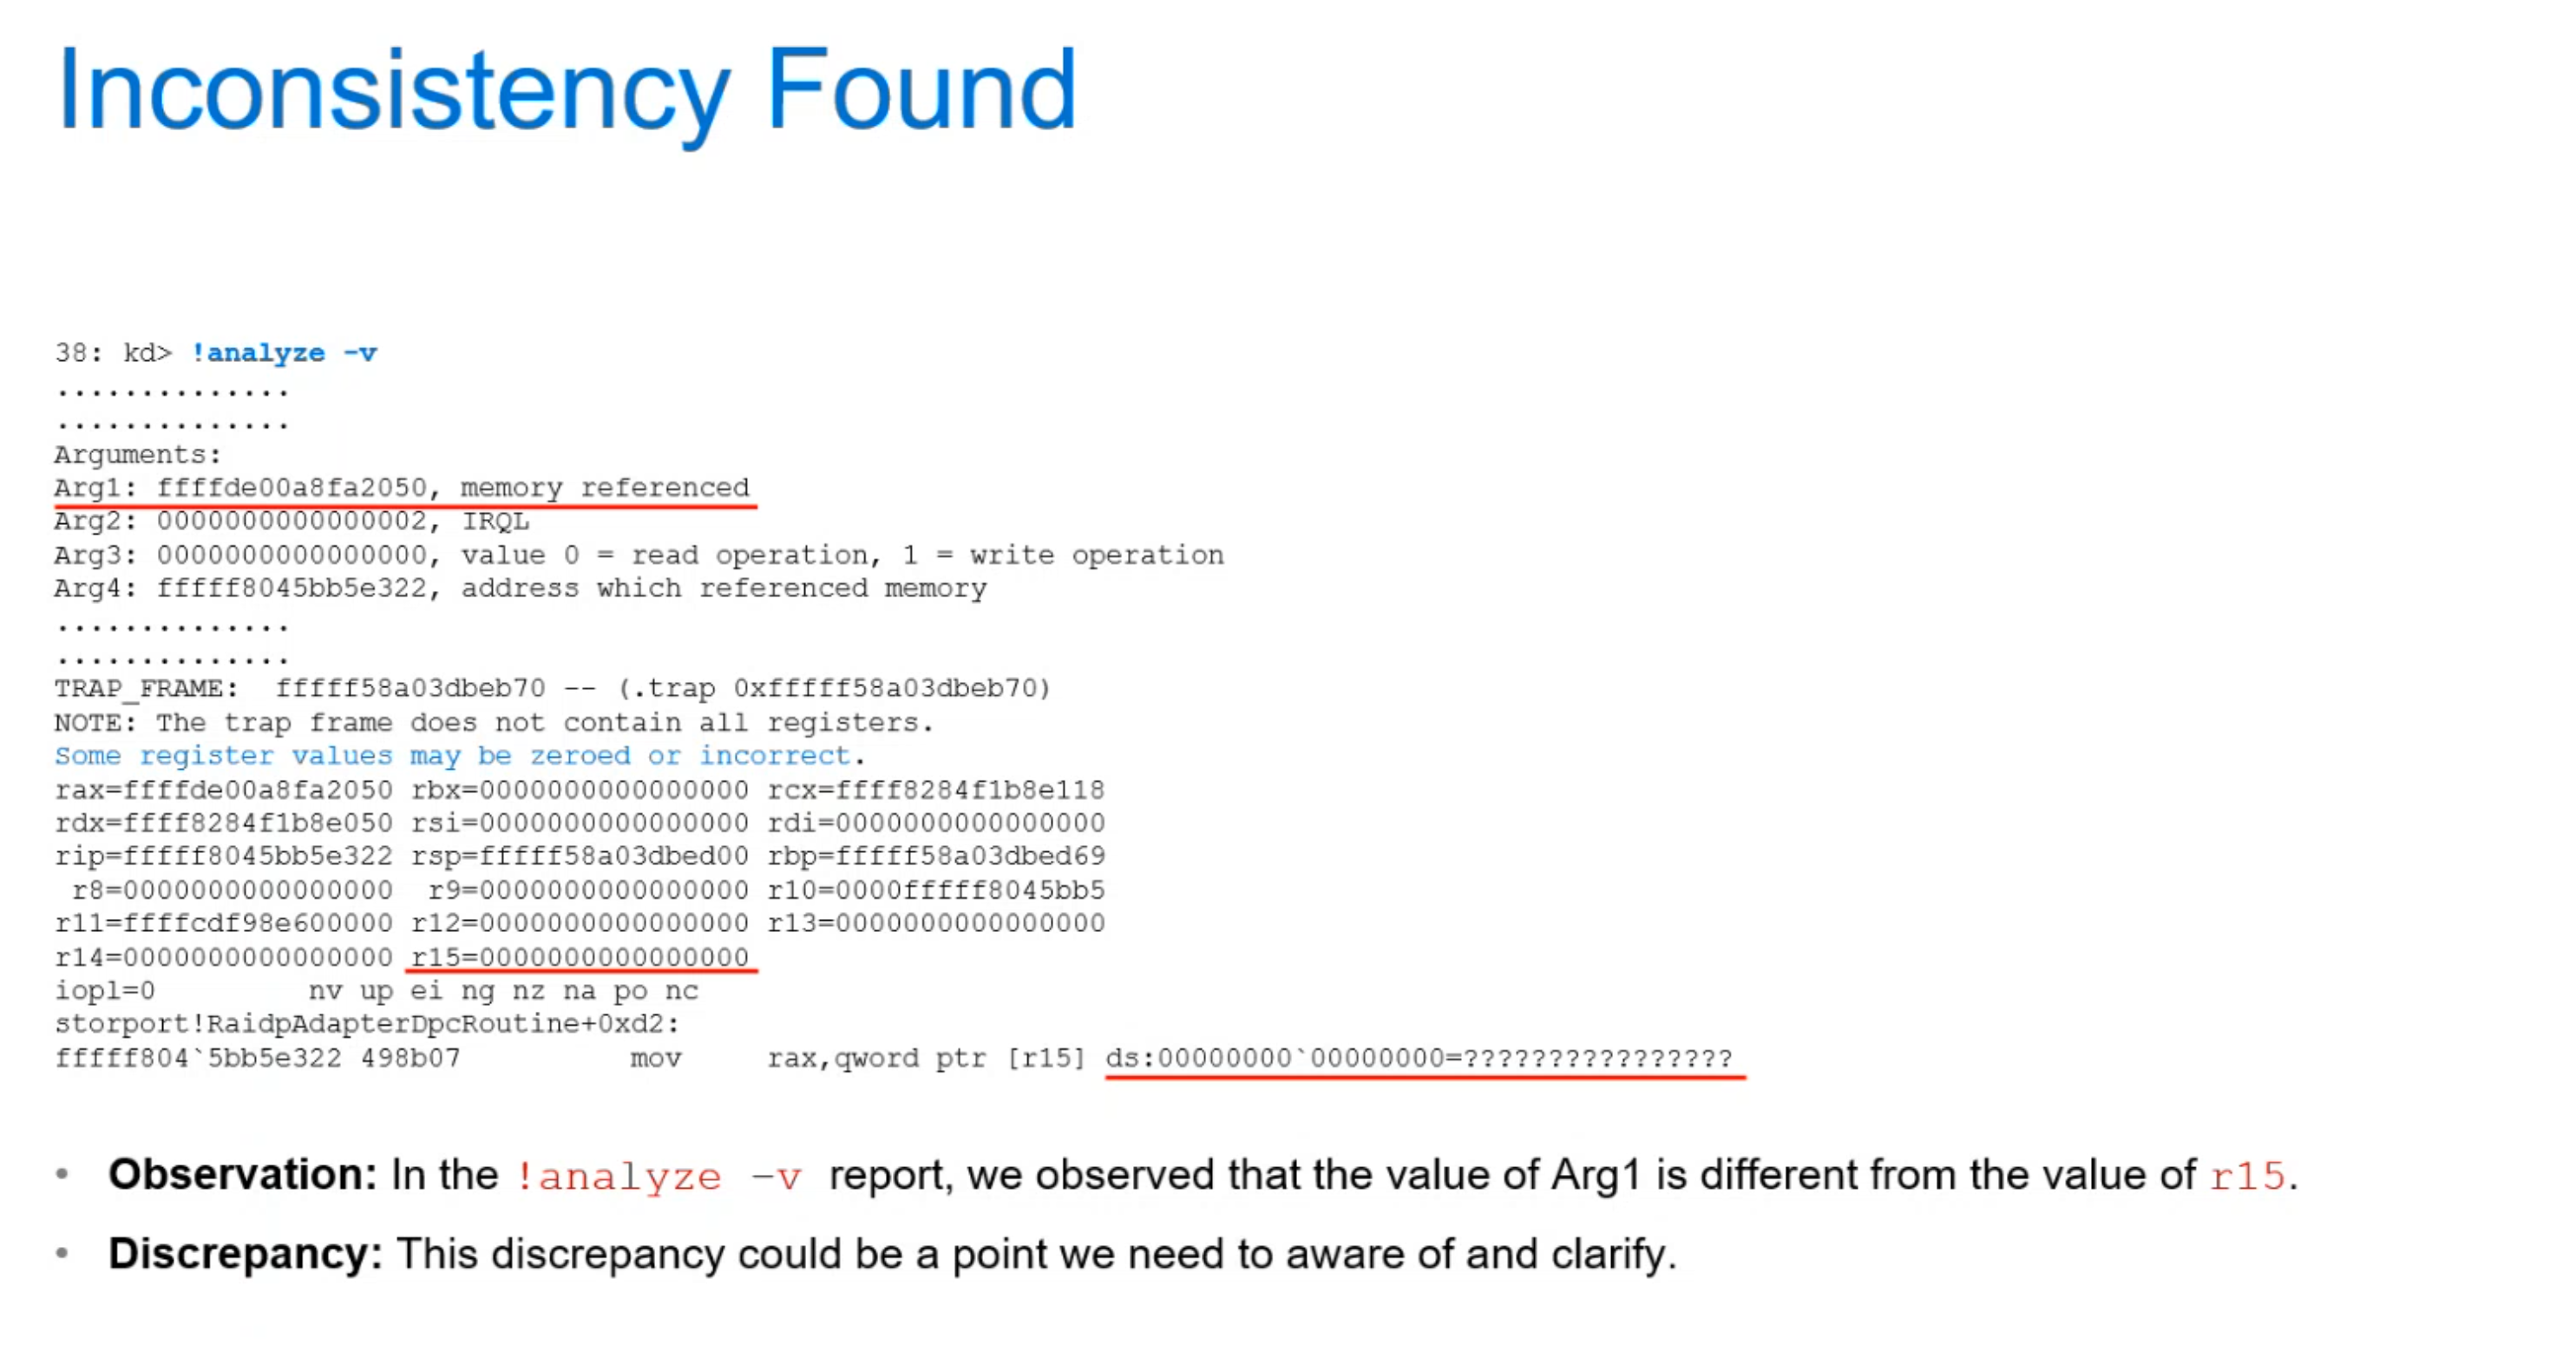 Inconsistency Found
38: kd> !analyze -v
..............
..............
Arguments:
Arg1: ffffde00a8fa2050, memory referenced
Arg2: 0000000000000002, IRQL
Arg3: 0000000000000000, value 0 = read operation, 1 = write operation
Arg4: fffff8045bb5e322, address which referenced memory
..............
..............
TRAP_FRAME:  fffff58a03dbeb70 -- (.trap 0xfffff58a03dbeb70)
NOTE: The trap frame does not contain all registers.
Some register values may be zeroed or incorrect.
rax=ffffde00a8fa2050 rbx=0000000000000000 rcx=ffff8284f1b8e118
rdx=ffff8284f1b8e050 rsi=0000000000000000 rdi=0000000000000000
rip=fffff8045bb5e322 rsp=fffff58a03dbed00 rbp=fffff58a03dbed69
 r8=0000000000000000  r9=0000000000000000 r10=0000fffff8045bb5
r11=ffffcdf98e600000 r12=0000000000000000 r13=0000000000000000
r14=0000000000000000 r15=0000000000000000
iopl=0         nv up ei ng nz na po nc
storport!RaidpAdapterDpcRoutine+0xd2:
fffff804`5bb5e322 498b07          mov     rax,qword ptr [r15] ds:00000000`00000000=????????????????
• Observation: In the !analyze -v report, we observed that the value of Arg1 is different from the value of r15.
• Discrepancy: This discrepancy could be a point we need to aware of and clarify.